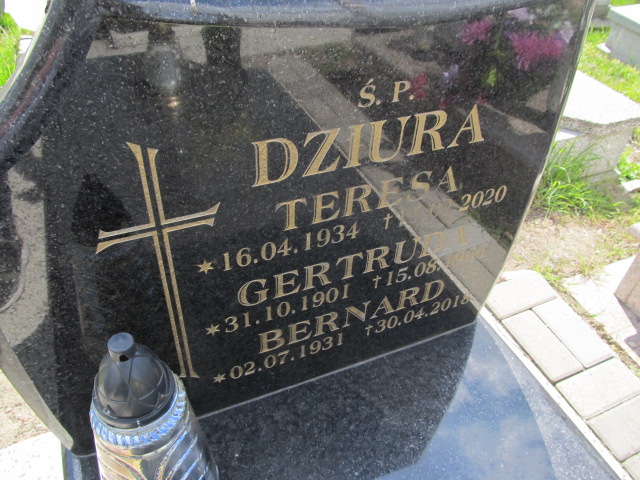 Ś. P.
DZIURA
TERESA
*16.04.1934 2020
GERTRUDA
*31.10.1901 †15.08.
BERNARD
*02.07.1931 †30.04.2018